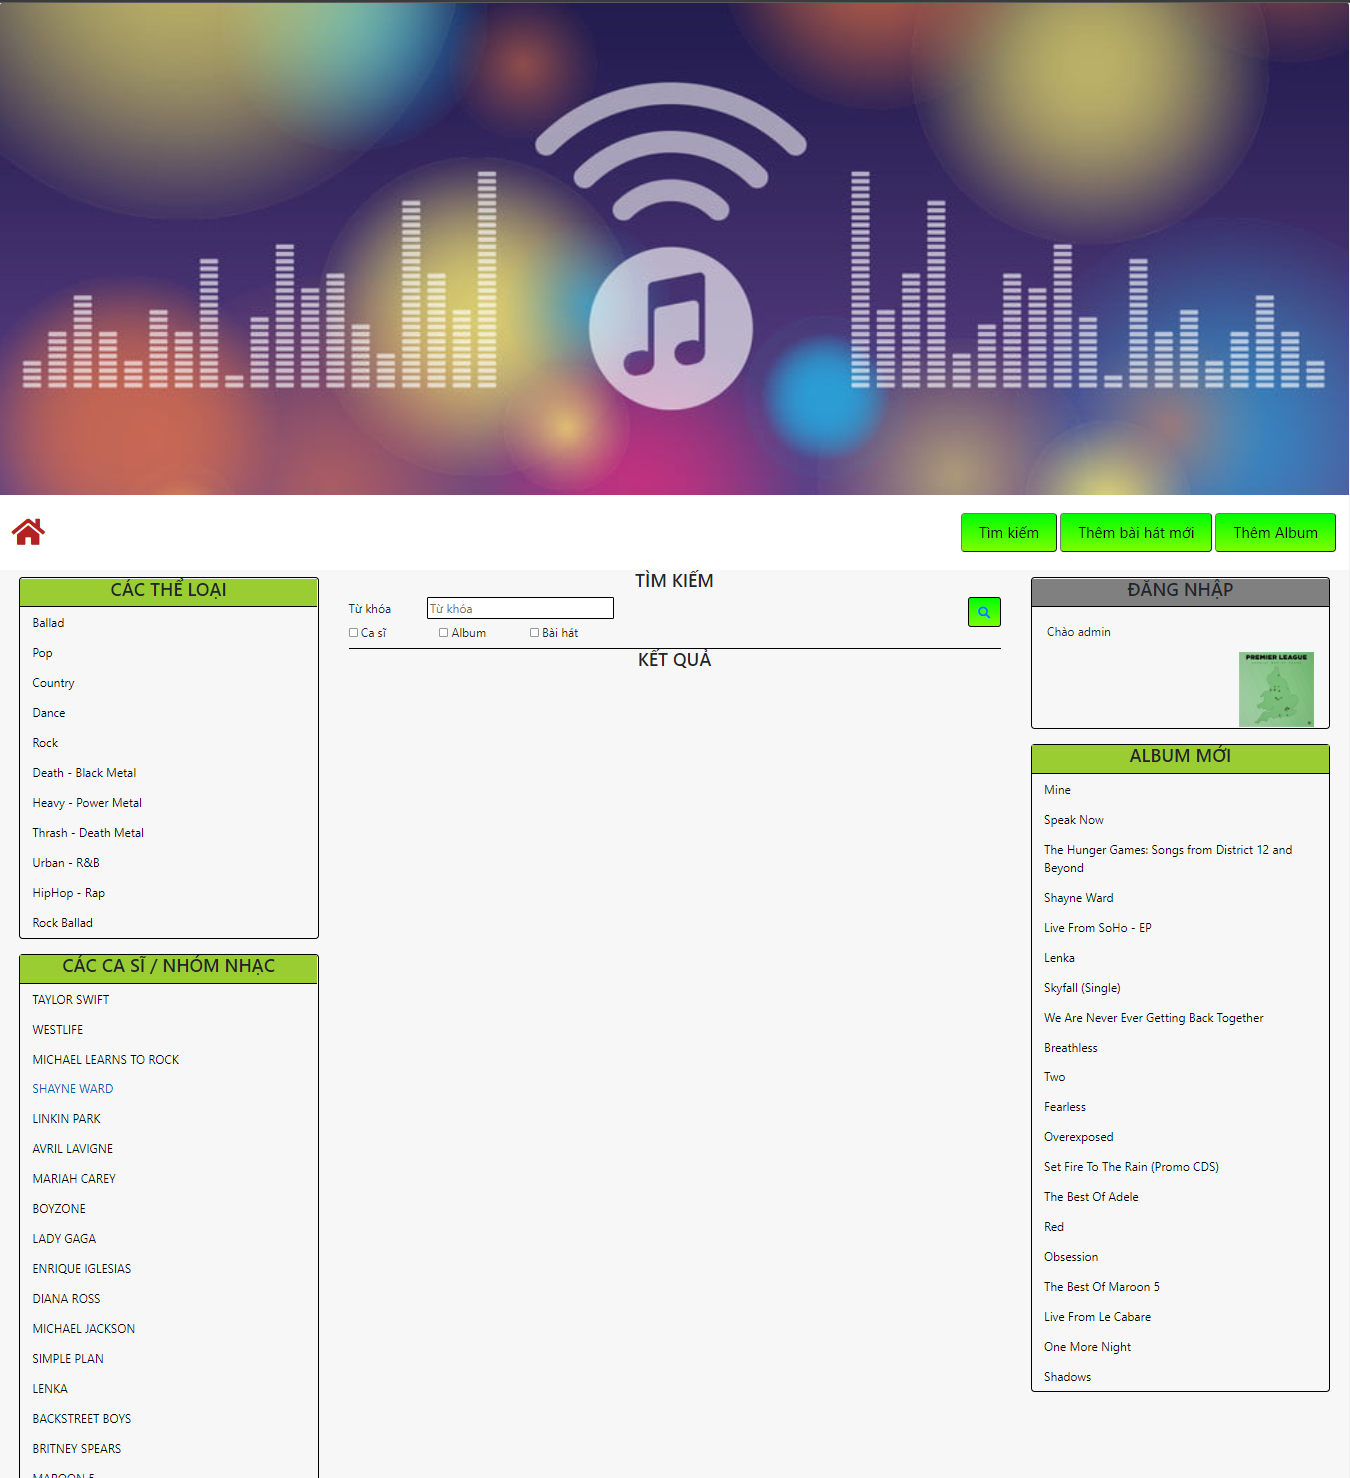 Tìm kiếm
Thêm bài hát mới
Thêm Album
CÁC THỂ LOẠI
Ballad
Pop
Country
Dance
Rock
Death - Black Metal
Heavy - Power Metal
Thrash - Death Metal
Urban - R&B
HipHop - Rap
Rock Ballad
CÁC CA SĨ / NHÓM NHẠC
TAYLOR SWIFT
WESTLIFE
MICHAEL LEARNS TO ROCK
SHAYNE WARD
LINKIN PARK
AVRIL LAVIGNE
MARIAH CAREY
BOYZONE
LADY GAGA
ENRIQUE IGLESIAS
DIANA ROSS
MICHAEL JACKSON
SIMPLE PLAN
LENKA
BACKSTREET BOYS
BRITNEY SPEARS
MAROON 5
TÌM KIẾM
Từ khóa
Từ khóa
Ca sĩ
Album
Bài hát
KẾT QUẢ
ĐĂNG NHẬP
Chào admin
PREMIER LEAGUE
ALBUM MỚI
Mine
Speak Now
The Hunger Games: Songs from District 12 and
Beyond
Shayne Ward
Live From SoHo - EP
Lenka
Skyfall (Single)
We Are Never Ever Getting Back Together
Breathless
Two
Fearless
Overexposed
Set Fire To The Rain (Promo CDS)
The Best Of Adele
Red
Obsession
The Best Of Maroon 5
Live From Le Cabare
One More Night
Shadows